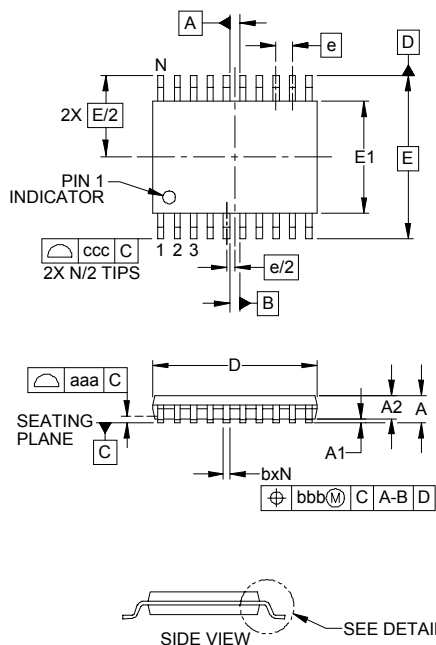 A
e
D
N
2X E/2
E1
E
PIN 1
INDICATOR
ccc C
1 2 3
2X N/2 TIPS
e/2
B
D
aaa C
A2 A
SEATING
PLANE
C
A1
bxN
bbb Ⓜ C A-B D
SIDE VIEW
SEE DETAI